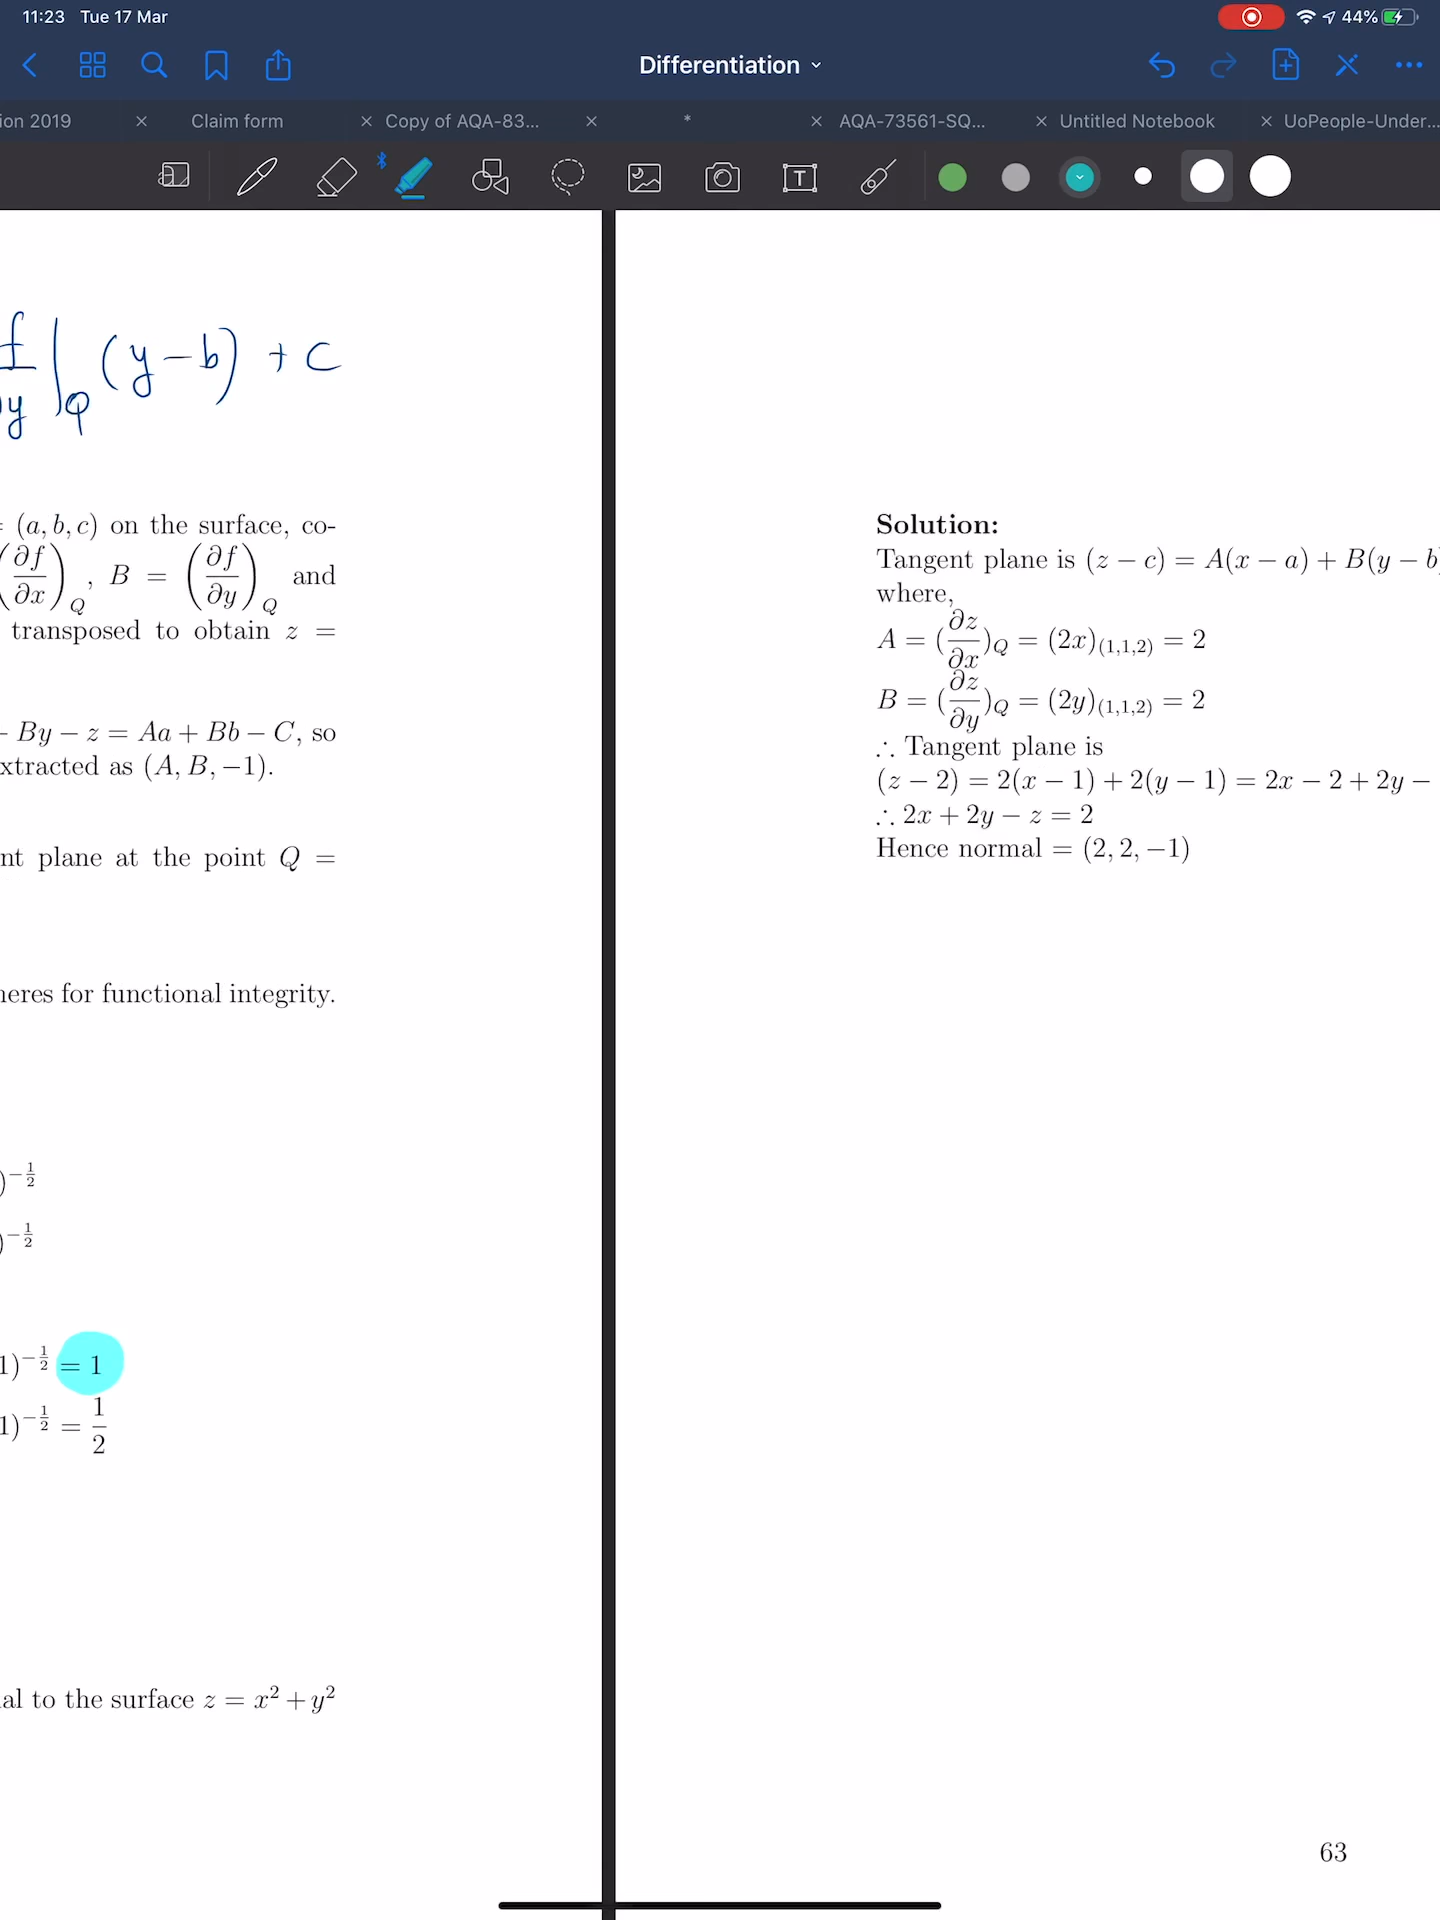 11:23 Tue 17 Mar
44%
Differentiation
ion 2019
Claim form
Copy of AQA-83...
*
AQA-73561-SQ...
Untitled Notebook
UoPeople-Under...
T
f/∂y |Q (y−b) + c
= (a, b, c) on the surface, co-
(∂f/∂x)Q, B = (∂f/∂y)Q and
transposed to obtain z =
− By − z = Aa + Bb − C, so
xtracted as (A, B, −1).
nt plane at the point Q =
heres for functional integrity.
)^{−1/2}
)^{−1/2}
1)^{−1/2} = 1
1)^{−1/2} = 1/2
al to the surface z = x² + y²
Solution:
Tangent plane is (z − c) = A(x − a) + B(y − b)
where,
A = (∂z/∂x)Q = (2x)(1,1,2) = 2
B = (∂z/∂y)Q = (2y)(1,1,2) = 2
∴ Tangent plane is
(z − 2) = 2(x − 1) + 2(y − 1) = 2x − 2 + 2y −
∴ 2x + 2y − z = 2
Hence normal = (2, 2, −1)
63